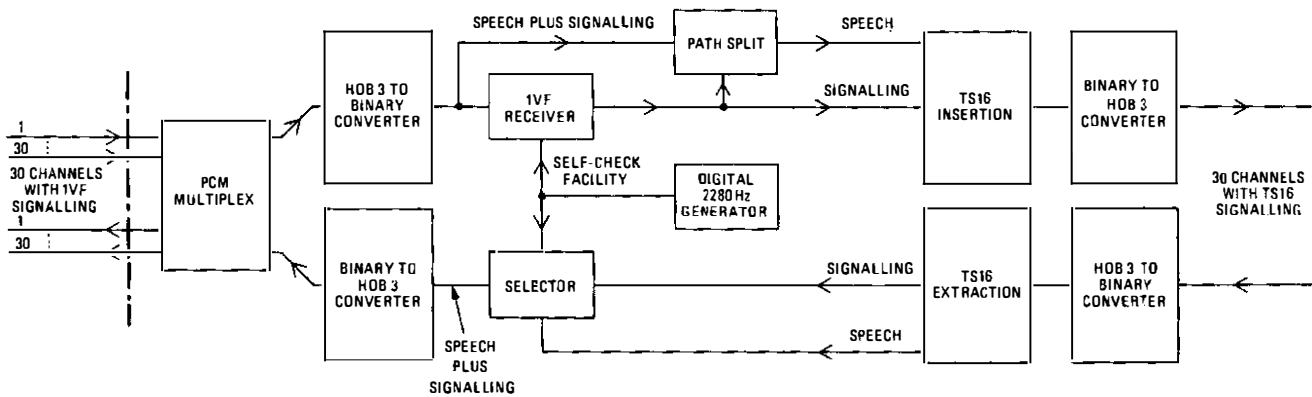 SPEECH PLUS SIGNALLING
PATH SPLIT
SPEECH
HDB 3 TO
BINARY
CONVERTER
1VF
RECEIVER
SIGNALLING
TS16
INSERTION
BINARY TO
HDB 3
CONVERTER
1
30
30 CHANNELS
WITH 1VF
SIGNALLING
1
30
PCM
MULTIPLEX
SELF-CHECK
FACILITY
DIGITAL
2280 Hz
GENERATOR
30 CHANNELS
WITH TS16
SIGNALLING
BINARY TO
HDB 3
CONVERTER
SELECTOR
SIGNALLING
TS16
EXTRACTION
HDB 3 TO
BINARY
CONVERTER
SPEECH
SPEECH
PLUS
SIGNALLING